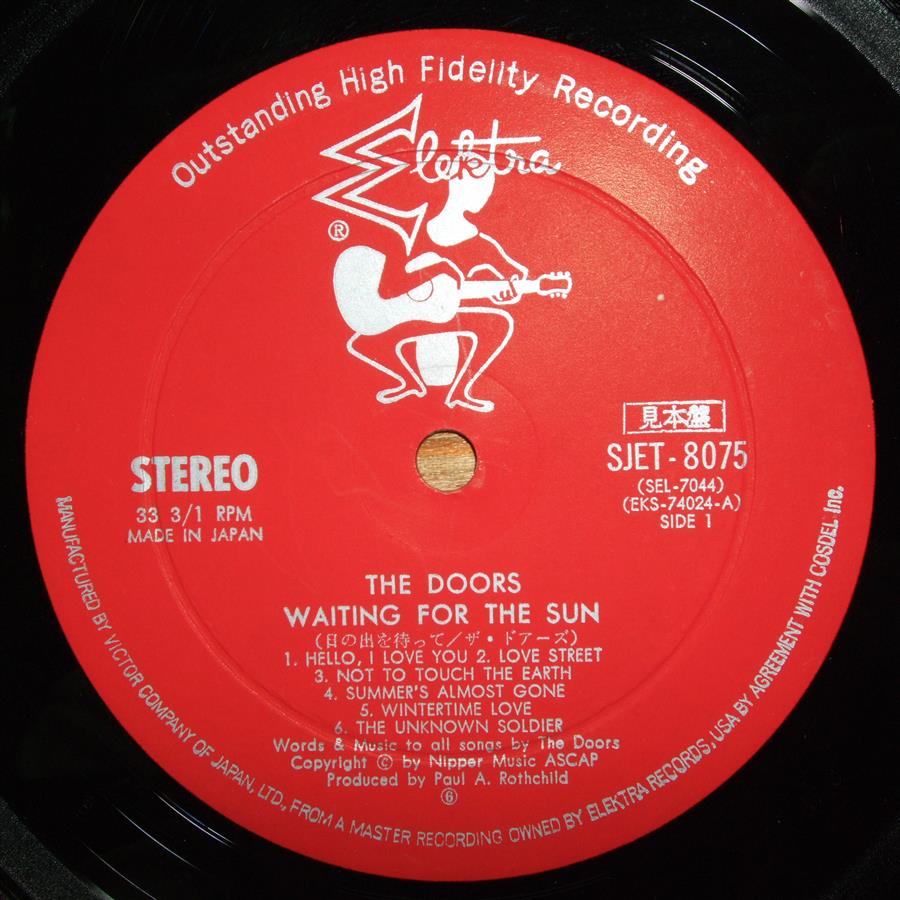 Outstanding High Fidelity Recording
Elektra
®
見本盤
STEREO
SJET-8075
33 3/1 RPM
(SEL-7044)
MADE IN JAPAN
(EKS-74024-A)
SIDE 1
THE DOORS
WAITING FOR THE SUN
(日の出を待って/ザ・ドアーズ)
1. HELLO, I LOVE YOU 2. LOVE STREET
3. NOT TO TOUCH THE EARTH
4. SUMMER'S ALMOST GONE
5. WINTERTIME LOVE
6. THE UNKNOWN SOLDIER
Words & Music to all songs by The Doors
Copyright © by Nipper Music ASCAP
Produced by Paul A. Rothchild
⑥
MANUFACTURED BY VICTOR COMPANY OF JAPAN, LTD., FROM A MASTER RECORDING OWNED BY ELEKTRA RECORDS, USA BY AGREEMENT WITH COSDEL Inc.